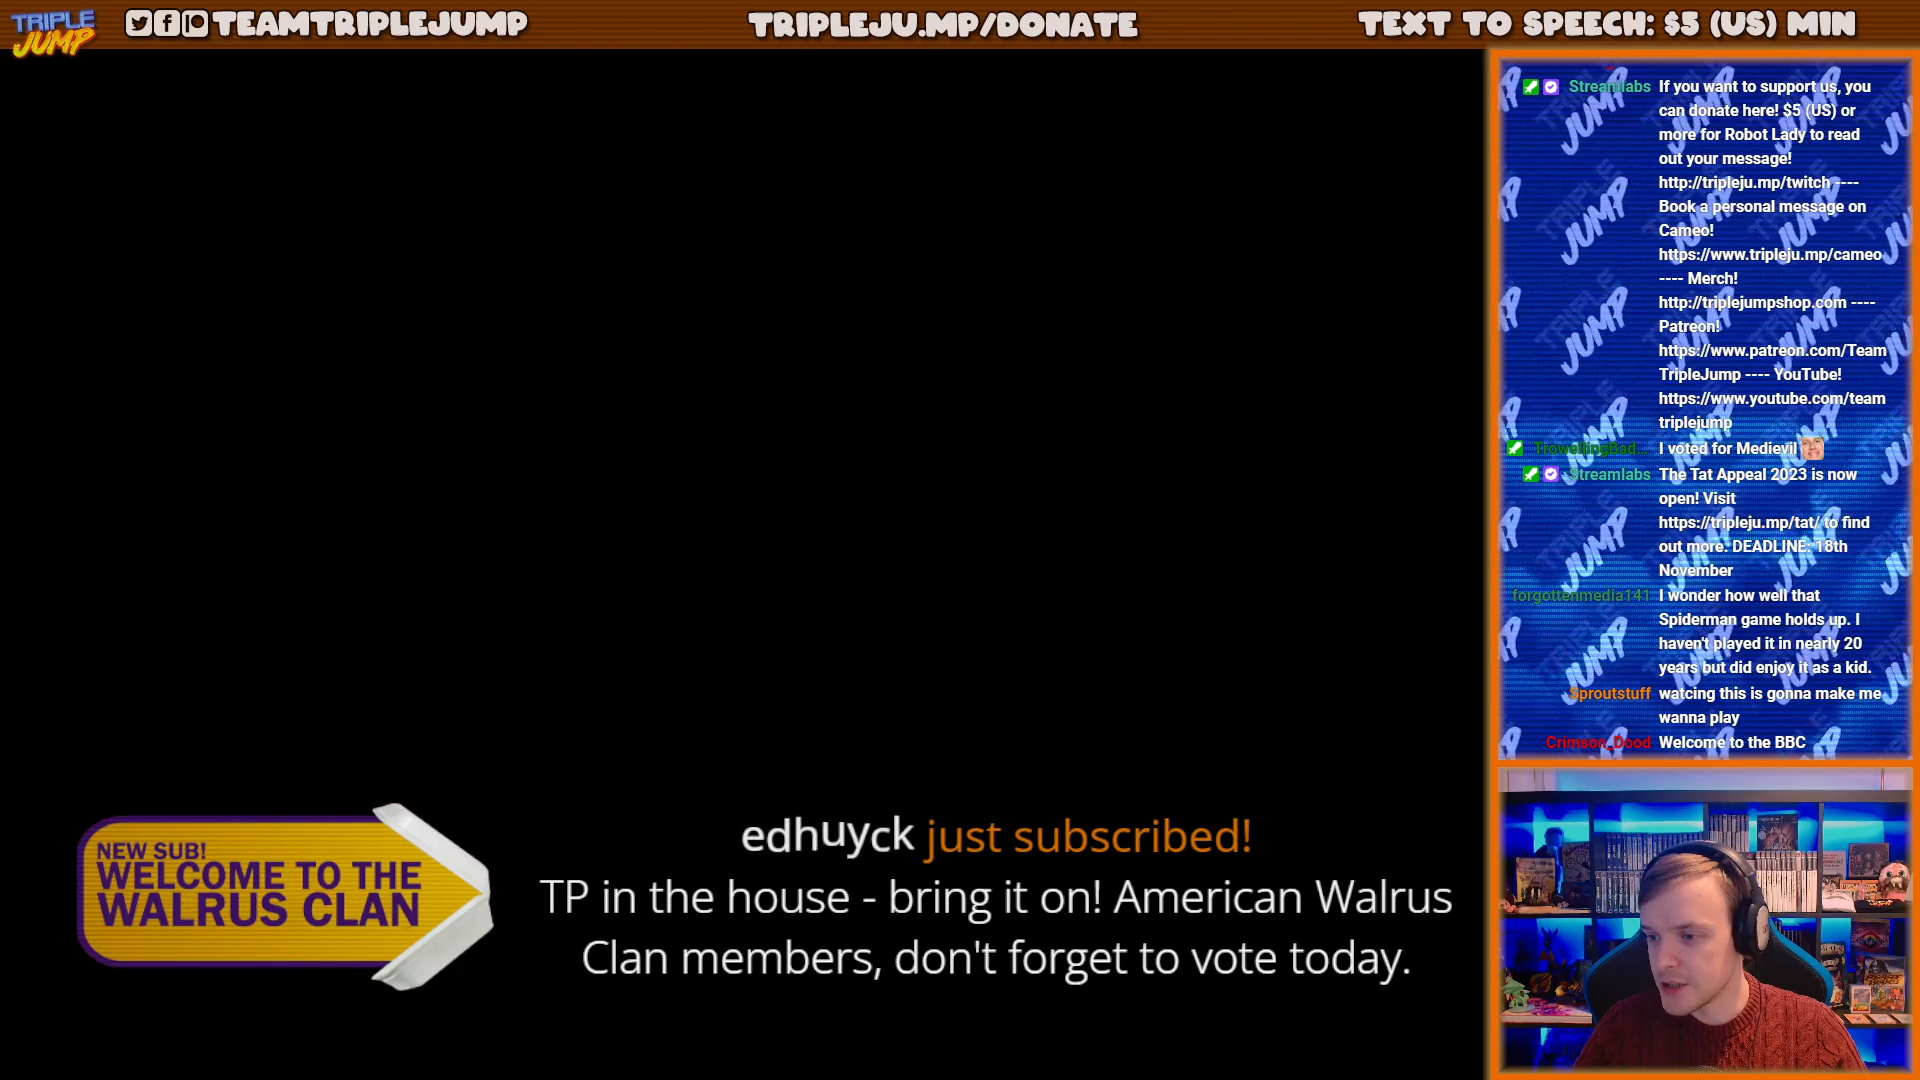 TRIPLE
JUMP
TEAMTRIPLEJUMP
TRIPLEJU.MP/DONATE
TEXT TO SPEECH: $5 (US) MIN
Streamlabs If you want to support us, you
can donate here! $5 (US) or
more for Robot Lady to read
out your message!
http://tripleju.mp/twitch ----
Book a personal message on
Cameo!
https://www.tripleju.mp/cameo
---- Merch!
http://triplejumpshop.com ----
Patreon!
https://www.patreon.com/Team
TripleJump ---- YouTube!
https://www.youtube.com/team
triplejump
TrowellingBad... I voted for Medievil
Streamlabs The Tat Appeal 2023 is now
open! Visit
https://tripleju.mp/tat/ to find
out more. DEADLINE: 18th
November
forgottenmedia141 I wonder how well that
Spiderman game holds up. I
haven't played it in nearly 20
years but did enjoy it as a kid.
Sproutstuff watcing this is gonna make me
wanna play
Crimson_Dood Welcome to the BBC
NEW SUB!
WELCOME TO THE
WALRUS CLAN
edhuyck just subscribed!
TP in the house - bring it on! American Walrus
Clan members, don't forget to vote today.